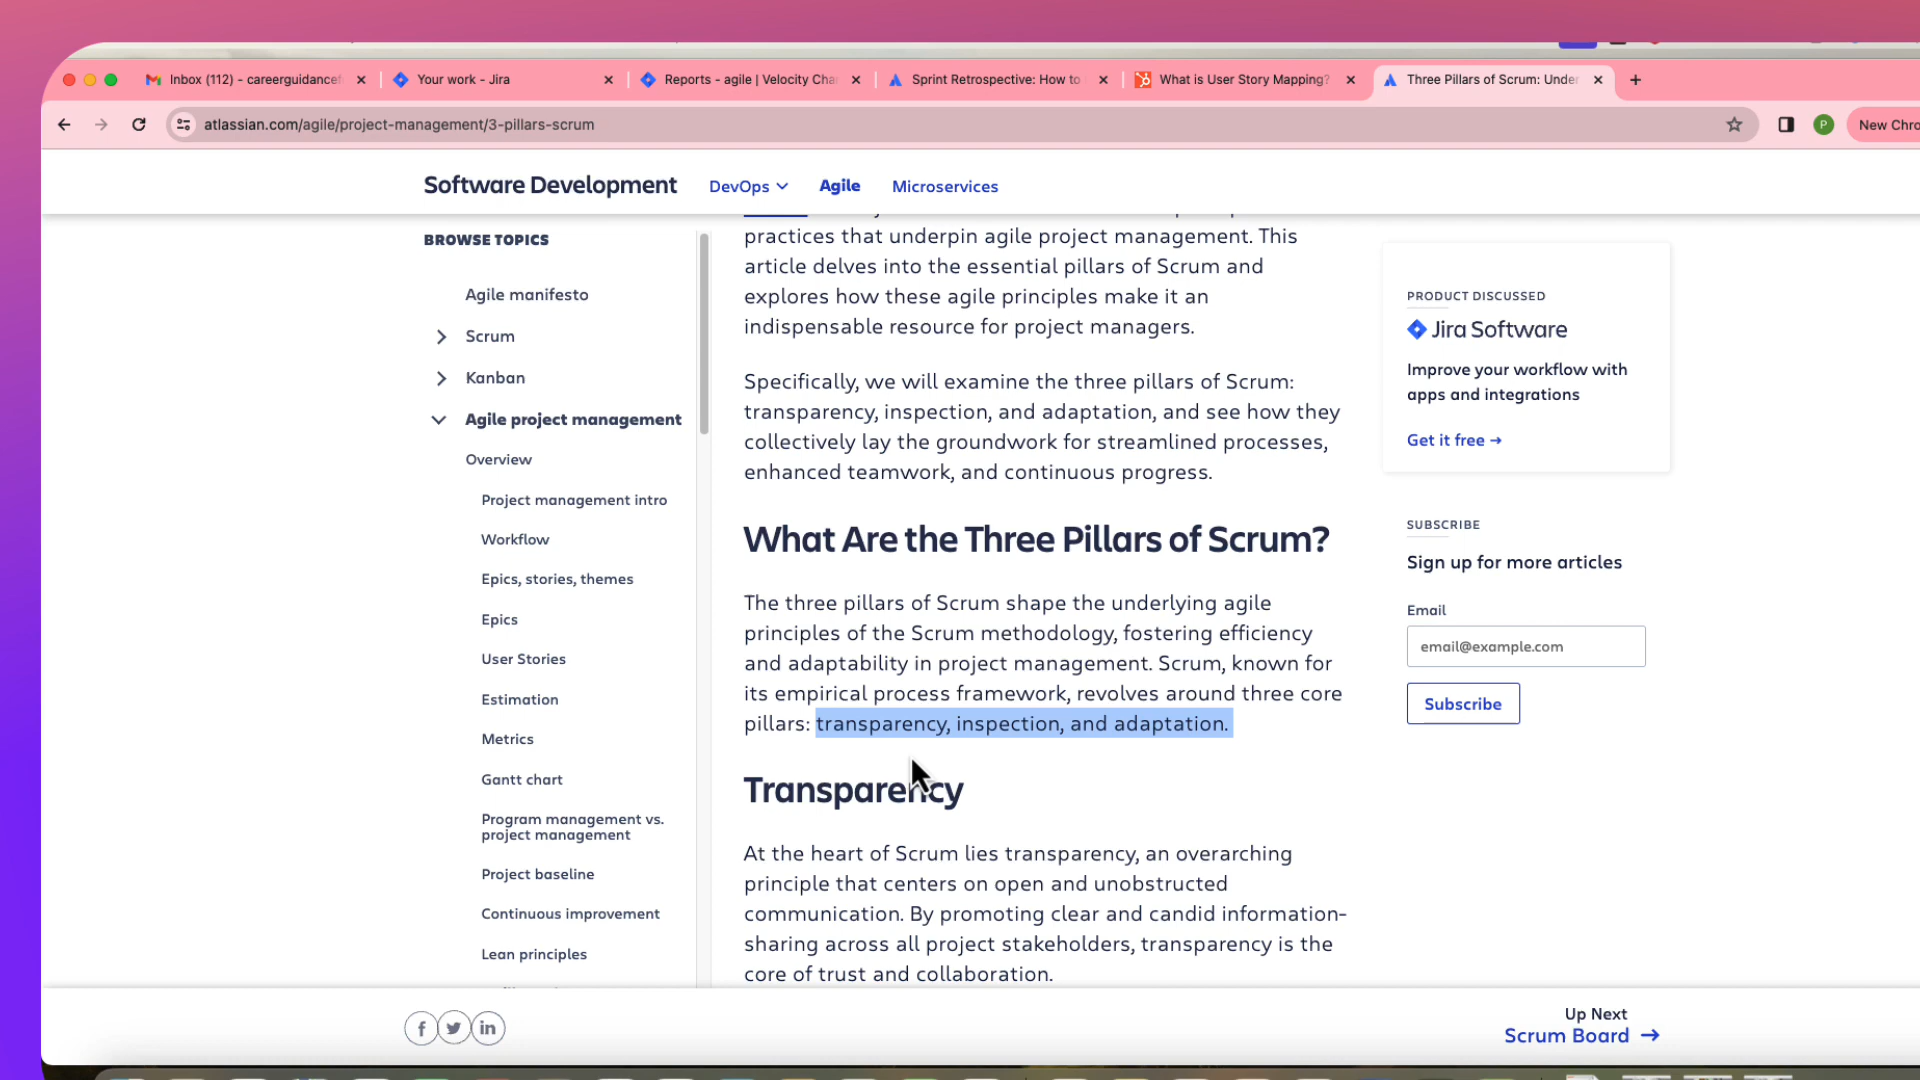 Inbox (112) - careerguidancef
Your work - Jira
Reports - agile | Velocity Cha
Sprint Retrospective: How to
What is User Story Mapping?
Three Pillars of Scrum: Under
atlassian.com/agile/project-management/3-pillars-scrum
P
New Chro
Software Development
DevOps
Agile
Microservices
BROWSE TOPICS
Agile manifesto
Scrum
Kanban
Agile project management
Overview
Project management intro
Workflow
Epics, stories, themes
Epics
User Stories
Estimation
Metrics
Gantt chart
Program management vs.
project management
Project baseline
Continuous improvement
Lean principles
practices that underpin agile project management. This
article delves into the essential pillars of Scrum and
explores how these agile principles make it an
indispensable resource for project managers.
Specifically, we will examine the three pillars of Scrum:
transparency, inspection, and adaptation, and see how they
collectively lay the groundwork for streamlined processes,
enhanced teamwork, and continuous progress.
What Are the Three Pillars of Scrum?
The three pillars of Scrum shape the underlying agile
principles of the Scrum methodology, fostering efficiency
and adaptability in project management. Scrum, known for
its empirical process framework, revolves around three core
pillars: transparency, inspection, and adaptation.
Transparency
At the heart of Scrum lies transparency, an overarching
principle that centers on open and unobstructed
communication. By promoting clear and candid information-
sharing across all project stakeholders, transparency is the
core of trust and collaboration.
PRODUCT DISCUSSED
Jira Software
Improve your workflow with
apps and integrations
Get it free →
SUBSCRIBE
Sign up for more articles
Email
email@example.com
Subscribe
Up Next
Scrum Board →